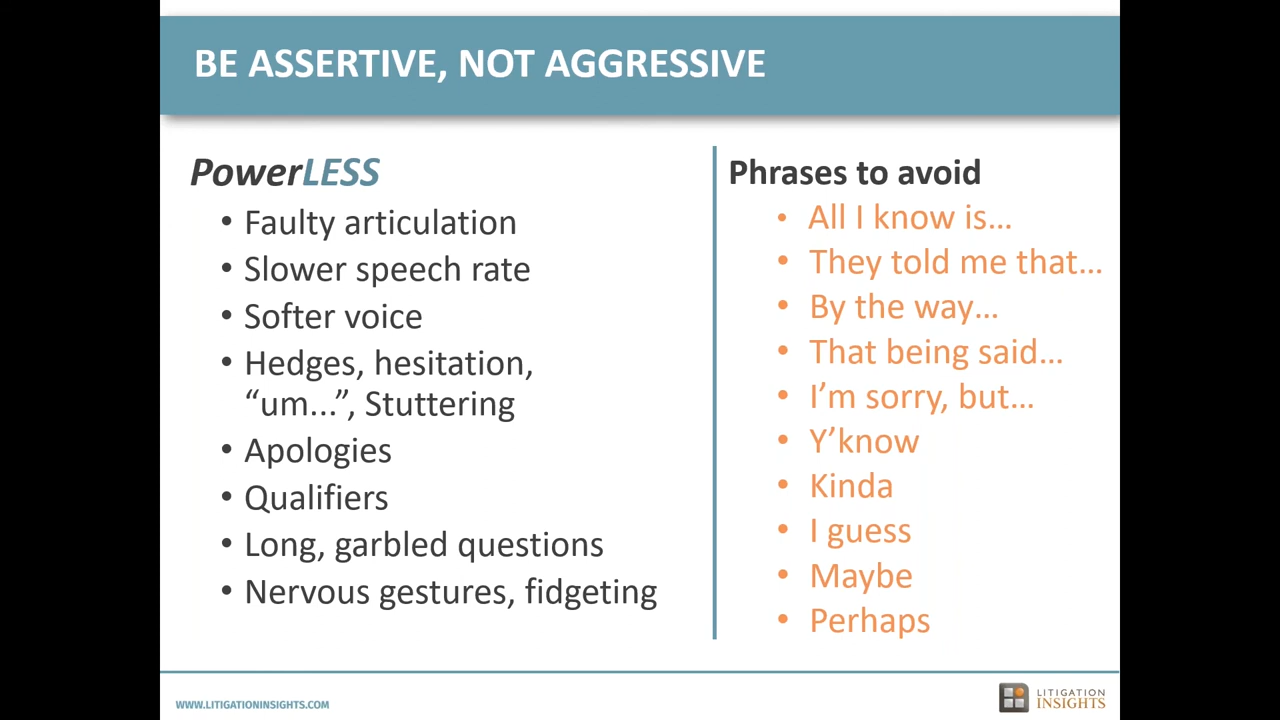 BE ASSERTIVE, NOT AGGRESSIVE
PowerLESS
• Faulty articulation
• Slower speech rate
• Softer voice
• Hedges, hesitation,
“um...”, Stuttering
• Apologies
• Qualifiers
• Long, garbled questions
• Nervous gestures, fidgeting
Phrases to avoid
• All I know is…
• They told me that…
• By the way…
• That being said…
• I’m sorry, but…
• Y’know
• Kinda
• I guess
• Maybe
• Perhaps
WWW.LITIGATIONINSIGHTS.COM
LITIGATION
INSIGHTS